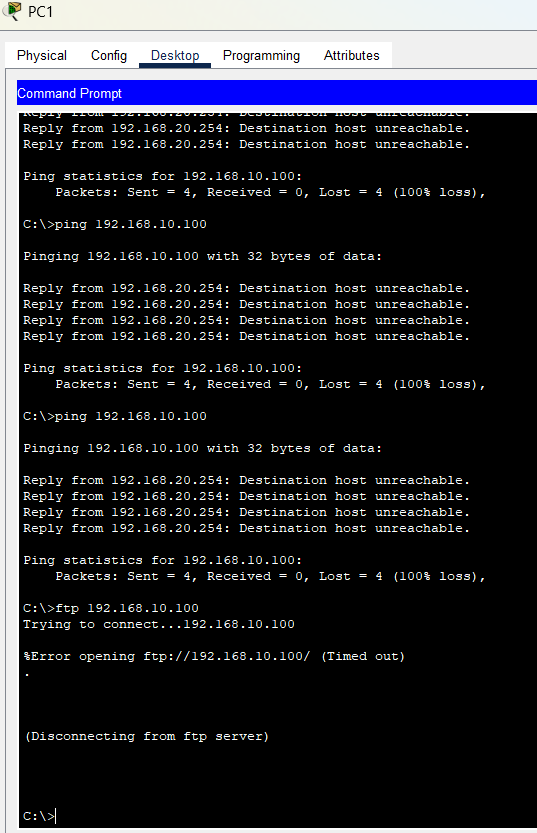 PC1
Physical Config Desktop Programming Attributes
Command Prompt
Reply from 192.168.20.254: Destination host unreachable.
Reply from 192.168.20.254: Destination host unreachable.
Reply from 192.168.20.254: Destination host unreachable.
Ping statistics for 192.168.10.100:
    Packets: Sent = 4, Received = 0, Lost = 4 (100% loss),
C:\>ping 192.168.10.100
Pinging 192.168.10.100 with 32 bytes of data:
Reply from 192.168.20.254: Destination host unreachable.
Reply from 192.168.20.254: Destination host unreachable.
Reply from 192.168.20.254: Destination host unreachable.
Reply from 192.168.20.254: Destination host unreachable.
Ping statistics for 192.168.10.100:
    Packets: Sent = 4, Received = 0, Lost = 4 (100% loss),
C:\>ping 192.168.10.100
Pinging 192.168.10.100 with 32 bytes of data:
Reply from 192.168.20.254: Destination host unreachable.
Reply from 192.168.20.254: Destination host unreachable.
Reply from 192.168.20.254: Destination host unreachable.
Reply from 192.168.20.254: Destination host unreachable.
Ping statistics for 192.168.10.100:
    Packets: Sent = 4, Received = 0, Lost = 4 (100% loss),
C:\>ftp 192.168.10.100
Trying to connect...192.168.10.100
%Error opening ftp://192.168.10.100/ (Timed out)
.
(Disconnecting from ftp server)
C:\>